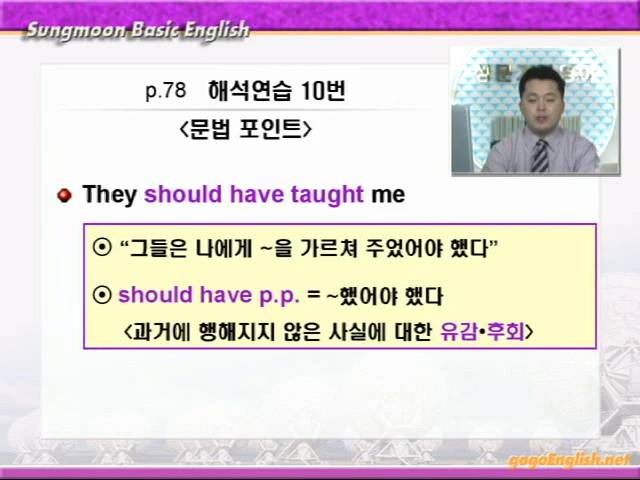 Sungmoon Basic English
p.78 해석연습 10번
<문법 포인트>
They should have taught me
⊙ “그들은 나에게 ~을 가르쳐 주었어야 했다”
⊙ should have p.p. = ~했어야 했다
<과거에 행해지지 않은 사실에 대한 유감•후회>
gogoEnglish.net